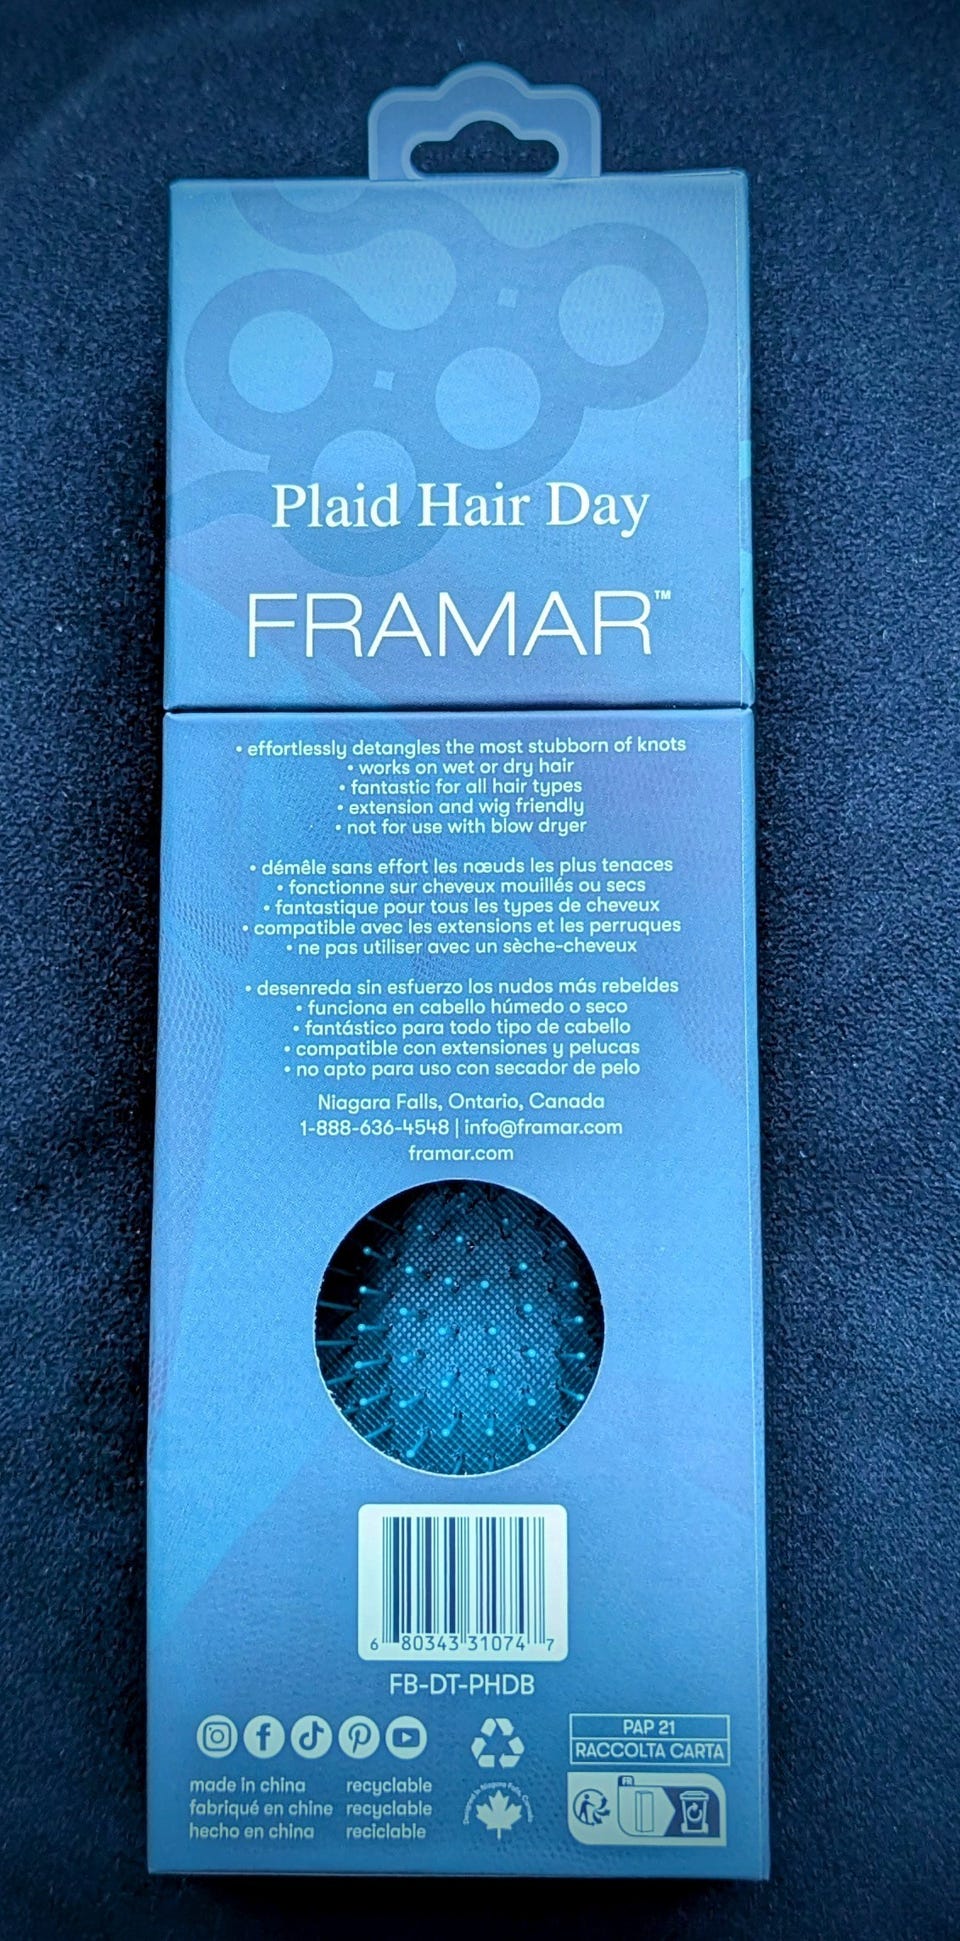 Plaid Hair Day
FRAMAR™
• effortlessly detangles the most stubborn of knots
• works on wet or dry hair
• fantastic for all hair types
• extension and wig friendly
• not for use with blow dryer
• démêle sans effort les nœuds les plus tenaces
• fonctionne sur cheveux mouillés ou secs
• fantastique pour tous les types de cheveux
• compatible avec les extensions et les perruques
• ne pas utiliser avec un sèche-cheveux
• desenreda sin esfuerzo los nudos más rebeldes
• funciona en cabello húmedo o seco
• fantástico para todo tipo de cabello
• compatible con extensiones y pelucas
• no apto para uso con secador de pelo
Niagara Falls, Ontario, Canada
1-888-636-4548 | info@framar.com
framar.com
6 80343 31074 7
FB-DT-PHDB
PAP 21
RACCOLTA CARTA
made in china recyclable
fabriqué en chine recyclable
hecho en china reciclable
Designed in Niagara Falls, Canada
FR